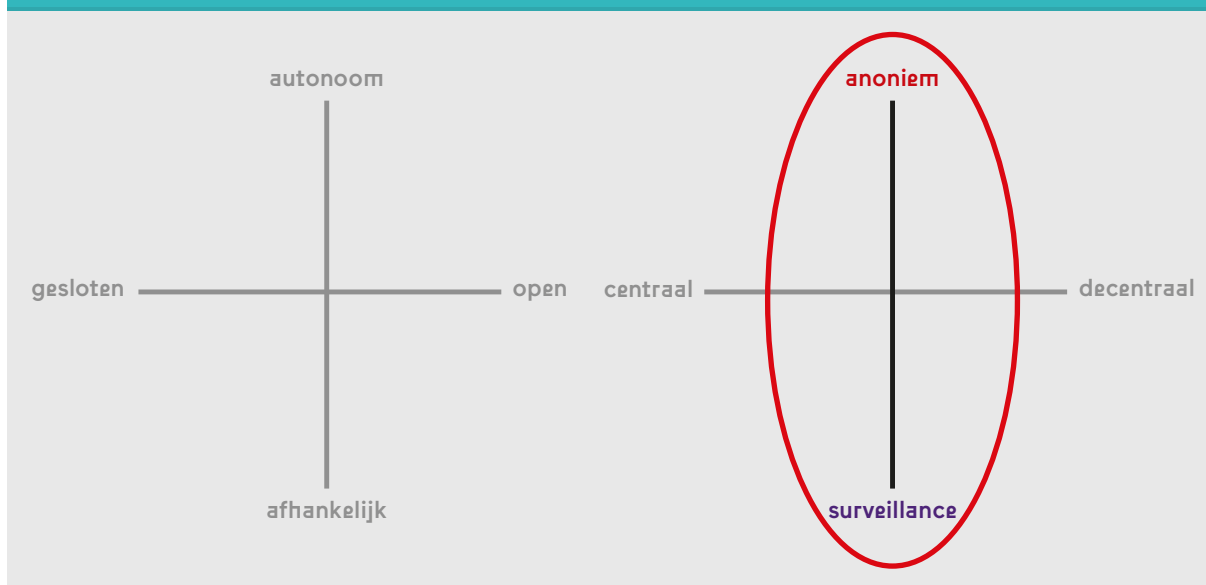 autonoom
gesloten
open
afhankelijk
anoniem
centraal
decentraal
surveillance